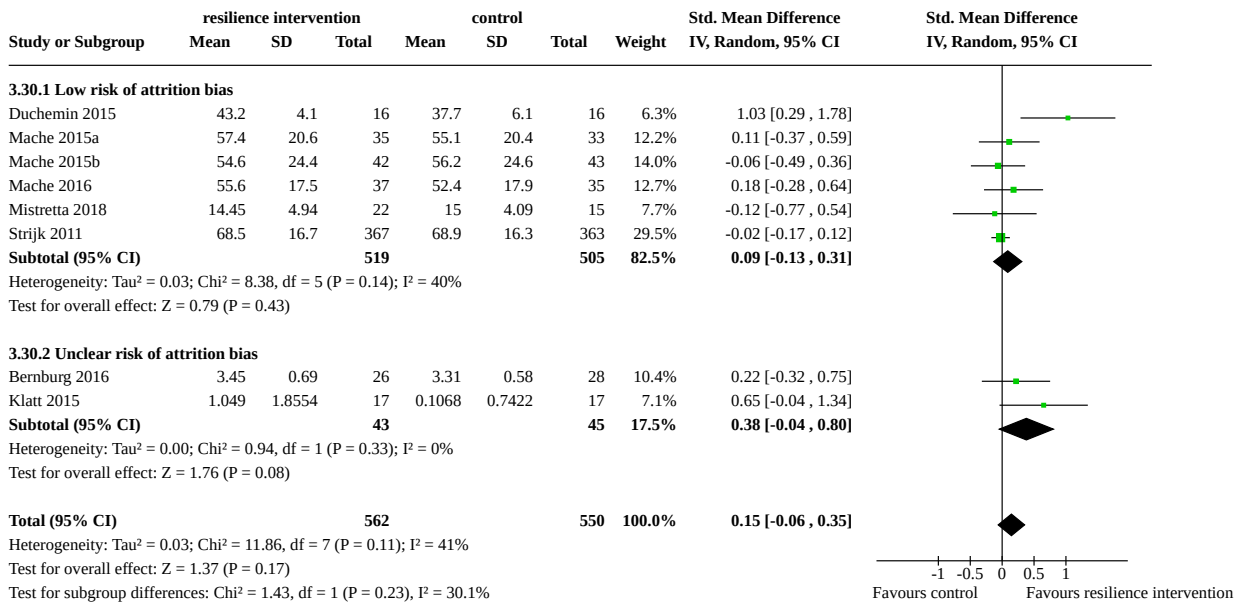 resilience intervention control Std. Mean Difference Std. Mean Difference
Study or Subgroup Mean SD Total Mean SD Total Weight IV, Random, 95% CI IV, Random, 95% CI
3.30.1 Low risk of attrition bias
Duchemin 2015 43.2 4.1 16 37.7 6.1 16 6.3% 1.03 [0.29 , 1.78]
Mache 2015a 57.4 20.6 35 55.1 20.4 33 12.2% 0.11 [-0.37 , 0.59]
Mache 2015b 54.6 24.4 42 56.2 24.6 43 14.0% -0.06 [-0.49 , 0.36]
Mache 2016 55.6 17.5 37 52.4 17.9 35 12.7% 0.18 [-0.28 , 0.64]
Mistretta 2018 14.45 4.94 22 15 4.09 15 7.7% -0.12 [-0.77 , 0.54]
Strijk 2011 68.5 16.7 367 68.9 16.3 363 29.5% -0.02 [-0.17 , 0.12]
Subtotal (95% CI) 519 505 82.5% 0.09 [-0.13 , 0.31]
Heterogeneity: Tau² = 0.03; Chi² = 8.38, df = 5 (P = 0.14); I² = 40%
Test for overall effect: Z = 0.79 (P = 0.43)
3.30.2 Unclear risk of attrition bias
Bernburg 2016 3.45 0.69 26 3.31 0.58 28 10.4% 0.22 [-0.32 , 0.75]
Klatt 2015 1.049 1.8554 17 0.1068 0.7422 17 7.1% 0.65 [-0.04 , 1.34]
Subtotal (95% CI) 43 45 17.5% 0.38 [-0.04 , 0.80]
Heterogeneity: Tau² = 0.00; Chi² = 0.94, df = 1 (P = 0.33); I² = 0%
Test for overall effect: Z = 1.76 (P = 0.08)
Total (95% CI) 562 550 100.0% 0.15 [-0.06 , 0.35]
Heterogeneity: Tau² = 0.03; Chi² = 11.86, df = 7 (P = 0.11); I² = 41%
Test for overall effect: Z = 1.37 (P = 0.17) -1 -0.5 0 0.5 1
Test for subgroup differences: Chi² = 1.43, df = 1 (P = 0.23), I² = 30.1% Favours control Favours resilience intervention